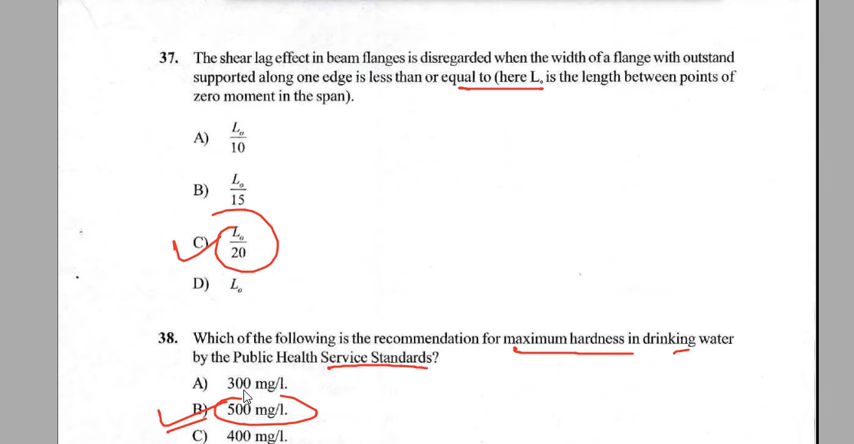 37. The shear lag effect in beam flanges is disregarded when the width of a flange with outstand
supported along one edge is less than or equal to (here Lₒ is the length between points of
zero moment in the span).
A) Lₒ/10
B) Lₒ/15
C) Lₒ/20
D) Lₒ
38. Which of the following is the recommendation for maximum hardness in drinking water
by the Public Health Service Standards?
A) 300 mg/l.
B) 500 mg/l.
C) 400 mg/l.